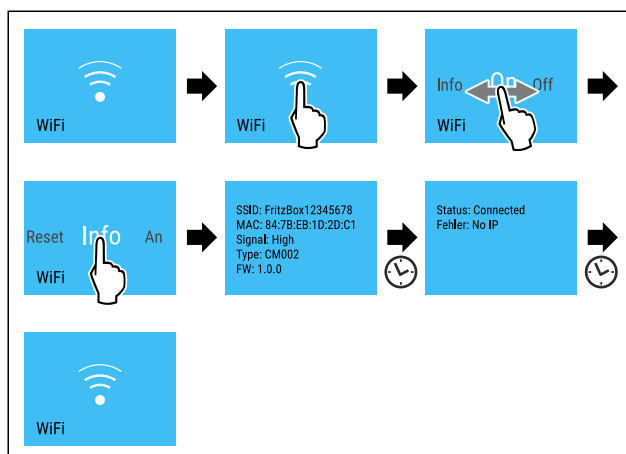 WiFi
WiFi
Info On Off
WiFi
Reset Info An
WiFi
SSID: FritzBox12345678
MAC: 84:7B:EB:1D:2D:C1
Signal: High
Type: CM002
FW: 1.0.0
Status: Connected
Fehler: No IP
WiFi